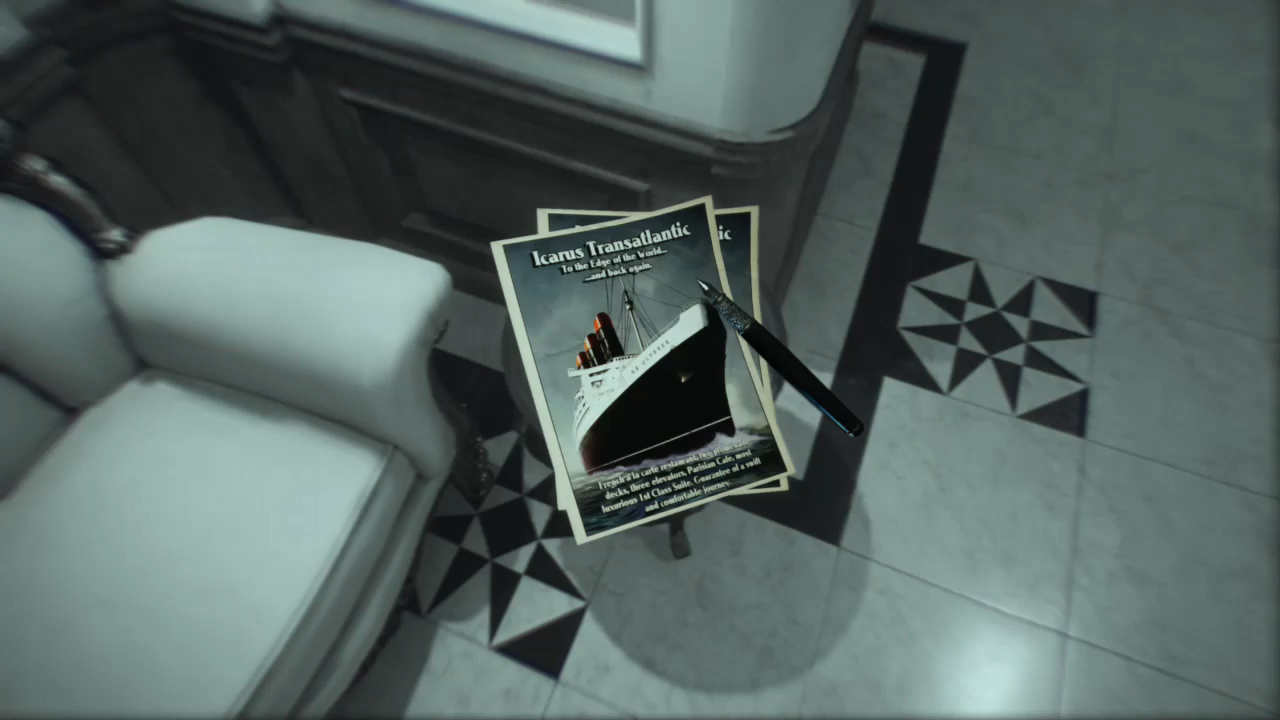 Icarus Transatlantic
ic
To the Edge of the World...
...and back again.
French a la carte restaurant, two
decks, three elevators, Parisian Cafe, most
luxurious 1st Class Suite. Guarantee of a swift
and comfortable journey.